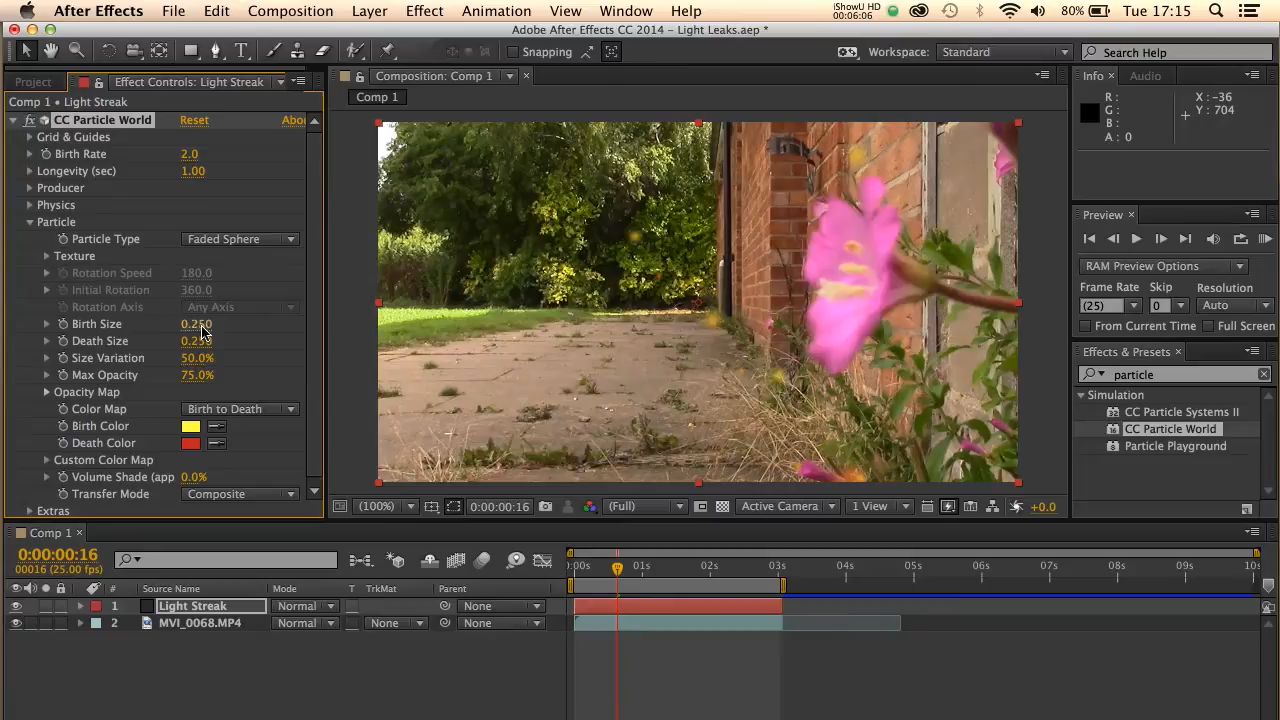 After Effects File Edit Composition Layer Effect Animation View Window Help iShowU HD 00:06:06 80% Tue 17:15
Adobe After Effects CC 2014 - Light Leaks.aep *
Snapping Workspace: Standard Search Help
Project Effect Controls: Light Streak Composition: Comp 1 Info Audio
Comp 1 • Light Streak Comp 1 R: X: -36
fx CC Particle World Reset Abou G: Y: 704
Grid & Guides B:
Birth Rate 2.0 A: 0
Longevity (sec) 1.00
Producer
Physics
Particle Preview
Particle Type Faded Sphere
Texture RAM Preview Options
Rotation Speed 180.0
Initial Rotation 360.0 Frame Rate Skip Resolution
Rotation Axis Any Axis (25) 0 Auto
Birth Size 0.250 From Current Time Full Screen
Death Size
Size Variation 50.0% Effects & Presets
Max Opacity 75.0% particle
Opacity Map Simulation
Color Map Birth to Death CC Particle Systems II
Birth Color CC Particle World
Death Color Particle Playground
Custom Color Map
Volume Shade (app 0.0%
Transfer Mode Composite
Extras (100%) 0:00:00:16 (Full) Active Camera 1 View +0.0
Comp 1
0:00:00:16
00016 (25.00 fps) :00s 01s 02s 03s 04s 05s 06s 07s 08s 09s 10s
# Source Name Mode T TrkMat Parent
1 Light Streak Normal None
2 MVI_0068.MP4 Normal None None